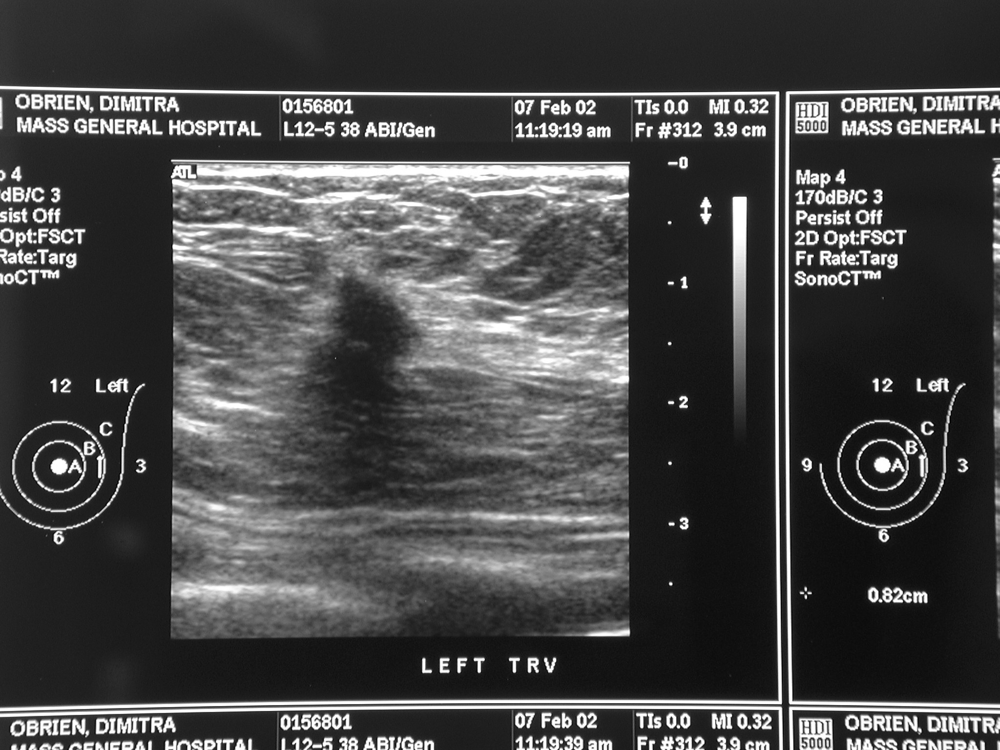 OBRIEN, DIMITRA
MASS GENERAL HOSPITAL
0156801
L12-5 38 ABI/Gen
07 Feb 02
11:19:19 am
TIs 0.0 MI 0.32
Fr #312 3.9 cm
4
dB/C 3
Off
Opt:FSCT
Rate:Targ
ATL
-0
- 1
- 2
- 3
12 Left
C
B
A
3
6
LEFT TRV
HDI
5000
OBRIEN, DIMITRA
MASS GENERAL H
Map 4
170dB/C 3
Persist Off
2D Opt:FSCT
Fr Rate:Targ
SonoCT™
12 Left
C
B
9 A 3
6
0.82cm
OBRIEN, DIMITRA
MASS GENERAL HOSPITAL
0156801
L12-5 38 ABI/Gen
07 Feb 02
11:19:39 am
TIs 0.0 MI 0.32
Fr #312 3.9 cm
HDI
5000
OBRIEN, DIMITRA
MASS GENERAL